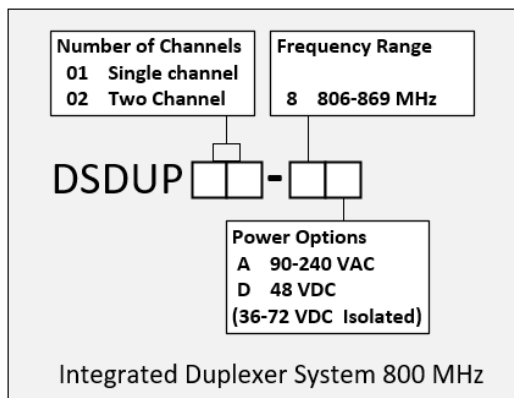 Number of Channels
01 Single channel
02 Two Channel
Frequency Range
8 806-869 MHz
DSDUP -
Power Options
A 90-240 VAC
D 48 VDC
(36-72 VDC Isolated)
Integrated Duplexer System 800 MHz